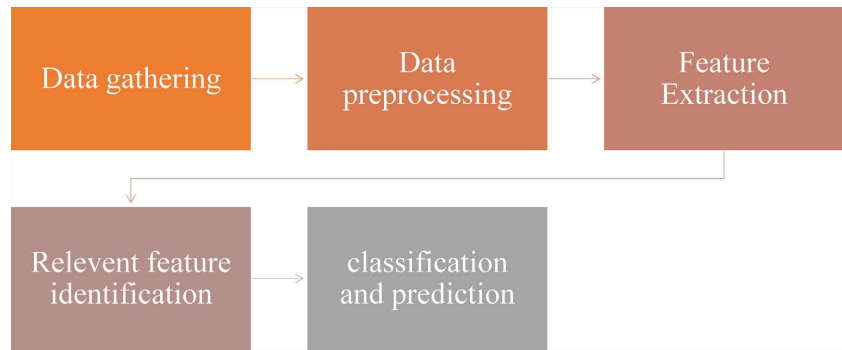 Data gathering
Data
preprocessing
Feature
Extraction
Relevent feature
identification
classification
and prediction